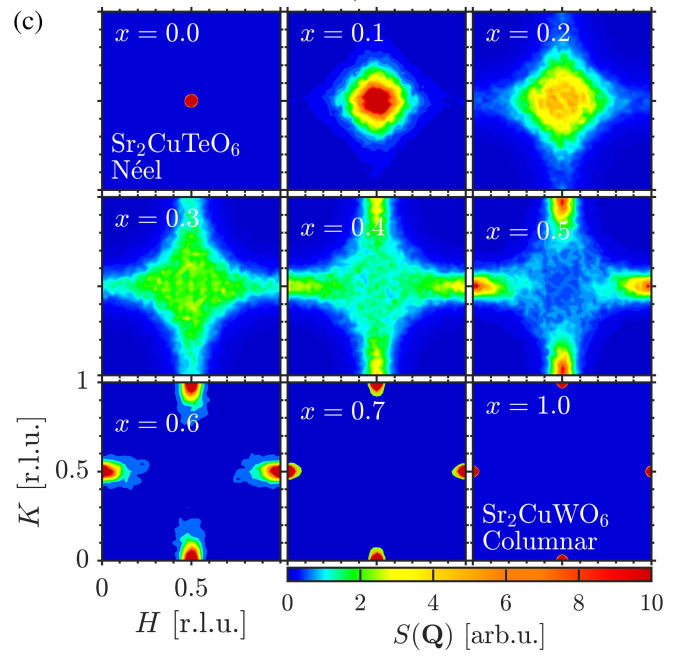 (c)
x = 0.0
x = 0.1
x = 0.2
Sr₂CuTeO₆
Néel
x = 0.3
x = 0.4
x = 0.5
1
x = 0.6
x = 0.7
x = 1.0
0.5
K [r.l.u.]
Sr₂CuWO₆
Columnar
0
0 0.5
0 2 4 6 8 10
H [r.l.u.]
S(Q) [arb.u.]